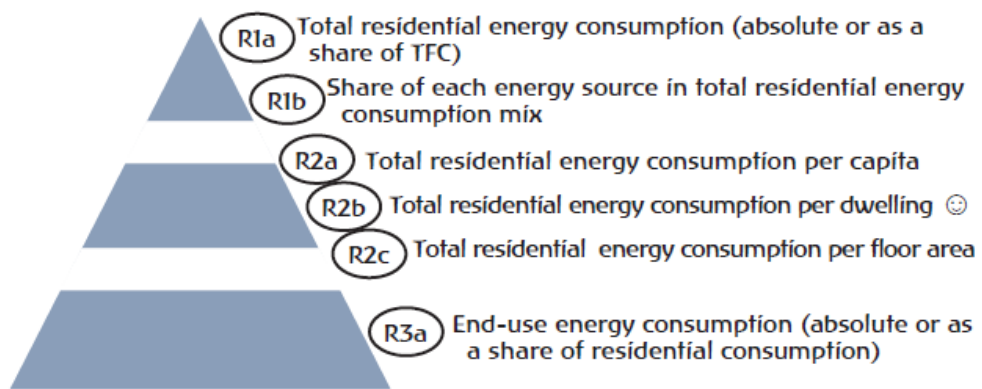 R1a Total residential energy consumption (absolute or as a
share of TFC)
R1b Share of each energy source in total residential energy
consumption mix
R2a Total residential energy consumption per capita
R2b Total residential energy consumption per dwelling ☺
R2c Total residential energy consumption per floor area
R3a End-use energy consumption (absolute or as
a share of residential consumption)